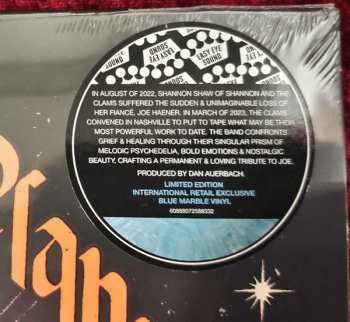 EASY EYE SOUND
IN AUGUST OF 2022, SHANNON SHAW OF SHANNON AND THE
CLAMS SUFFERED THE SUDDEN & UNIMAGINABLE LOSS OF
HER FIANCÉ, JOE HAENER. IN MARCH OF 2023, THE CLAMS
CONVENED IN NASHVILLE TO PUT TO TAPE WHAT MAY BE THEIR
MOST POWERFUL WORK TO DATE. THE BAND CONFRONTS
GRIEF & HEALING THROUGH THEIR SINGULAR PRISM OF
MELODIC PSYCHEDELIA, BOLD EMOTIONS & NOSTALGIC
BEAUTY, CRAFTING A PERMANENT & LOVING TRIBUTE TO JOE.
PRODUCED BY DAN AUERBACH.
LIMITED EDITION
INTERNATIONAL RETAIL EXCLUSIVE
BLUE MARBLE VINYL
00888072588332